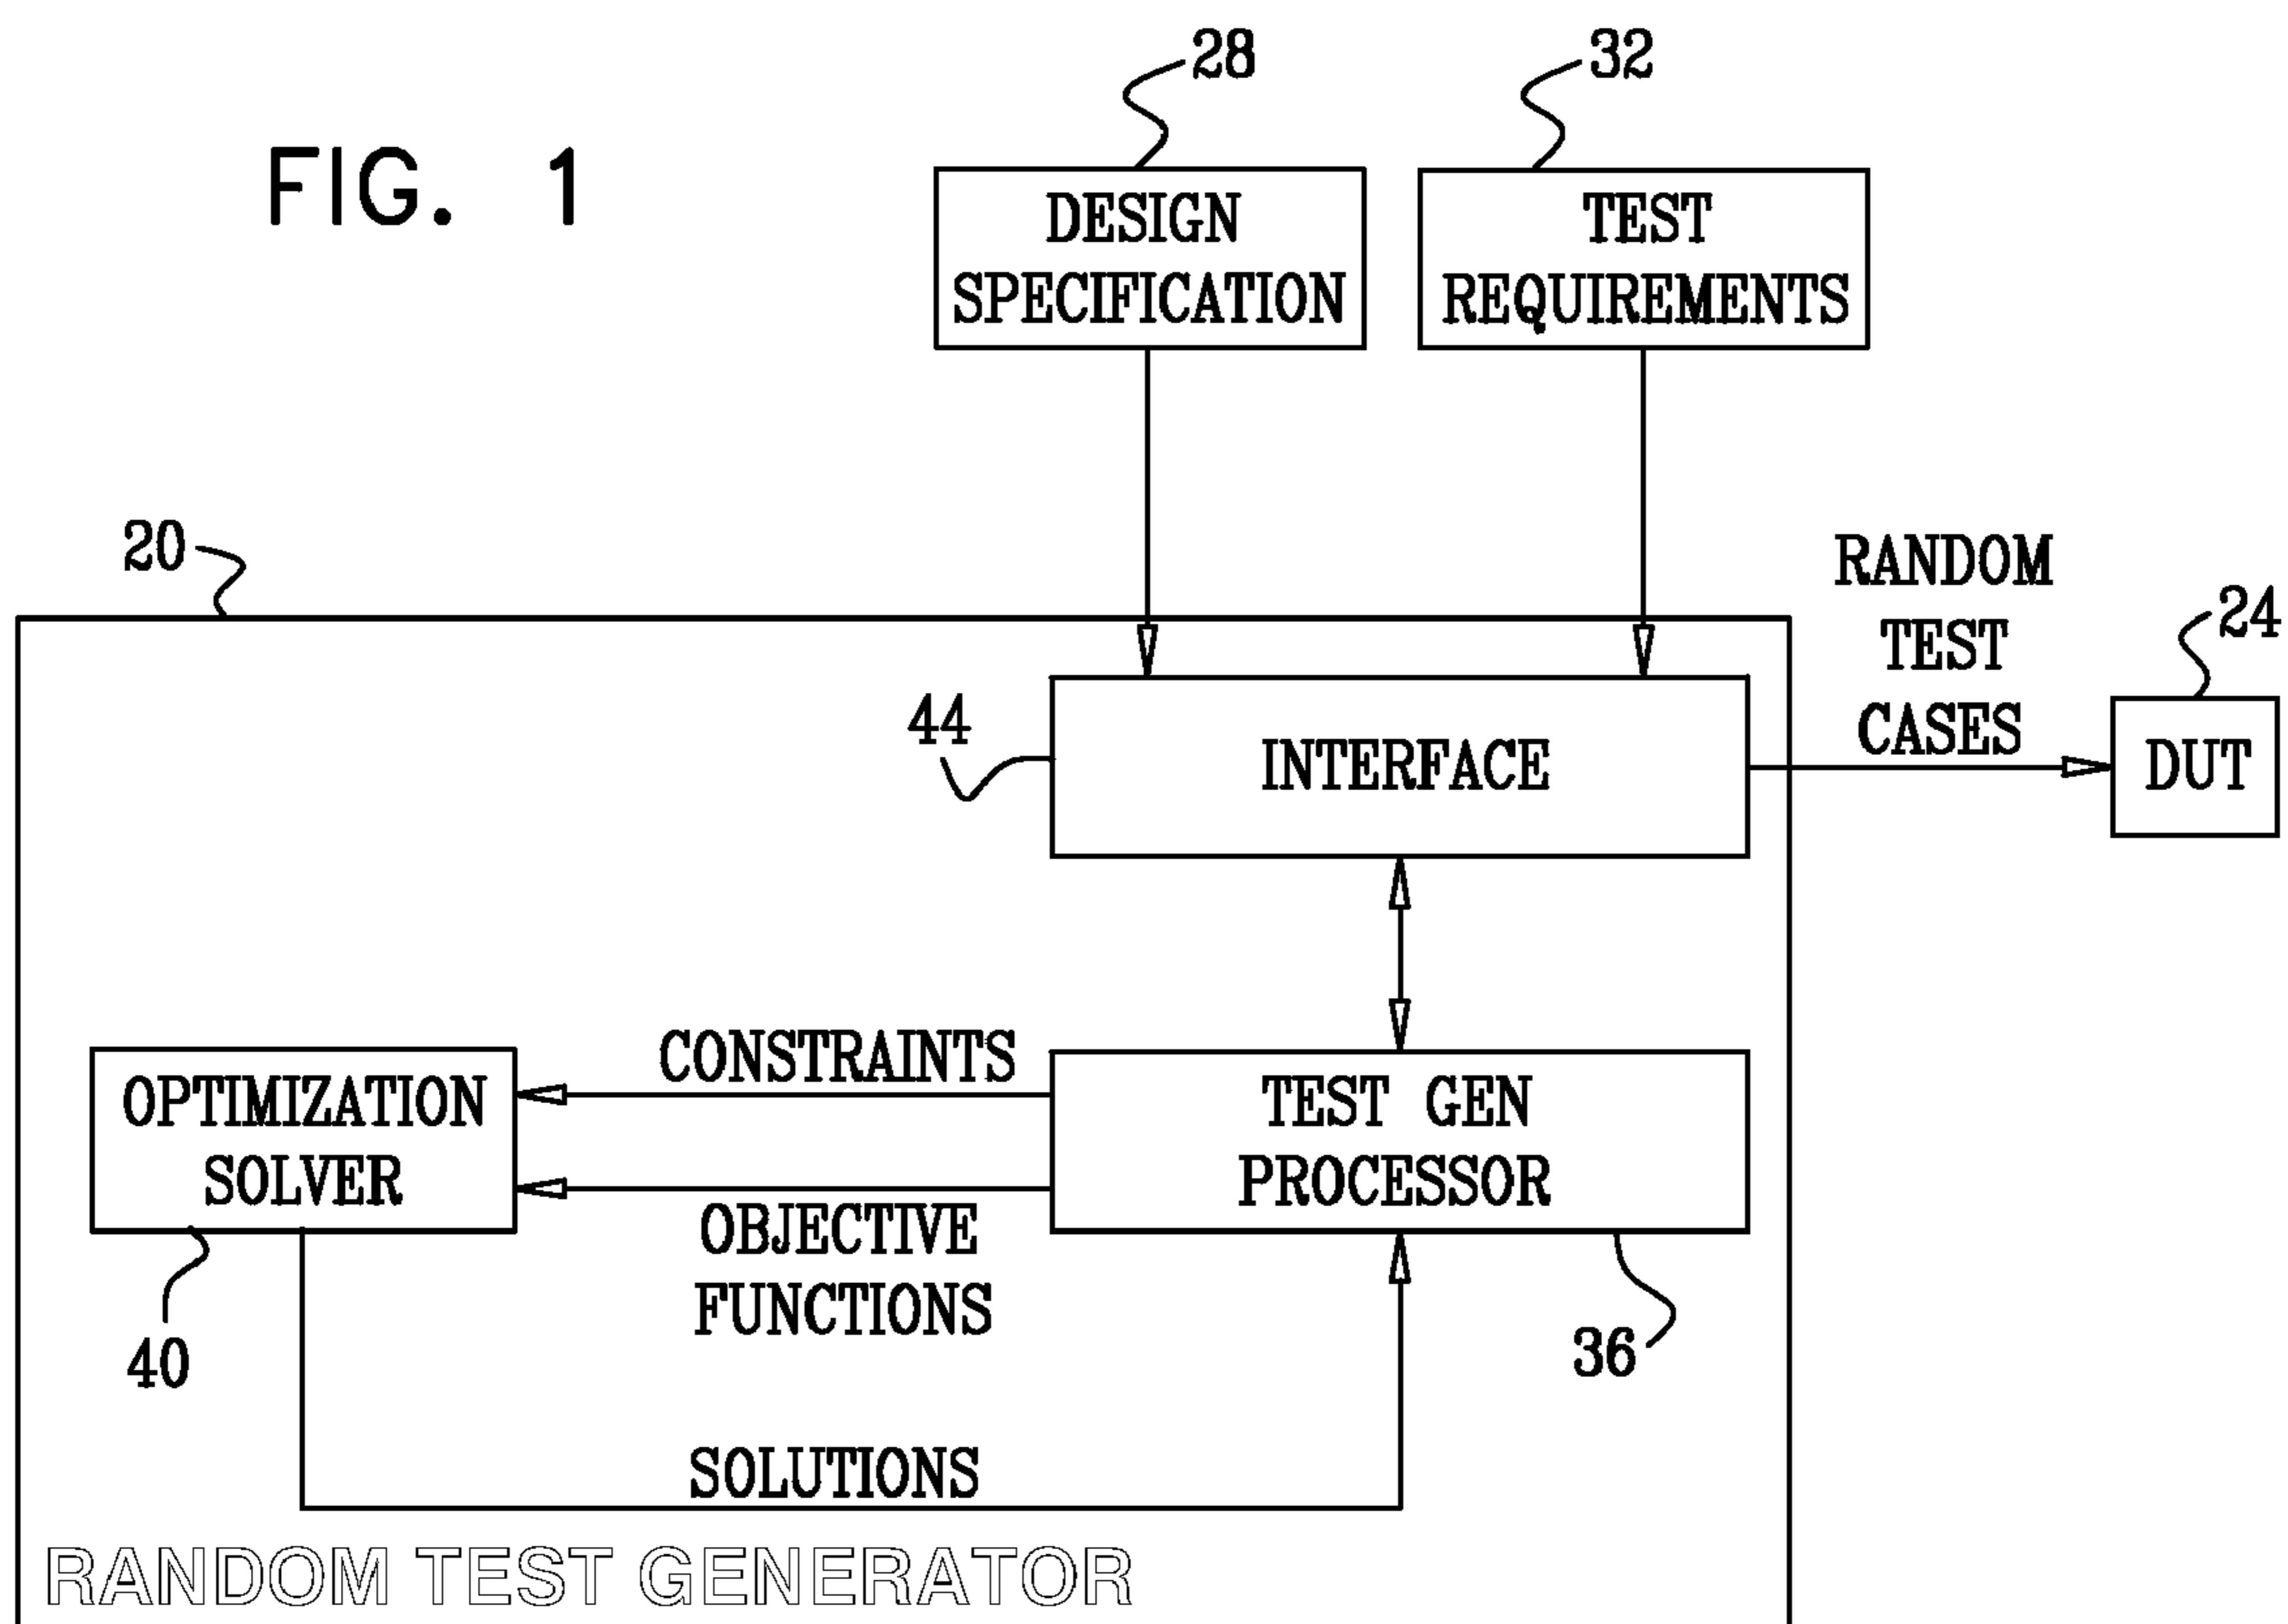 FIG. 1
28
32
DESIGN
SPECIFICATION
TEST
REQUIREMENTS
20
RANDOM
TEST
CASES
24
44
INTERFACE
DUT
CONSTRAINTS
OPTIMIZATION
SOLVER
TEST GEN
PROCESSOR
OBJECTIVE
FUNCTIONS
40
36
SOLUTIONS
RANDOM TEST GENERATOR